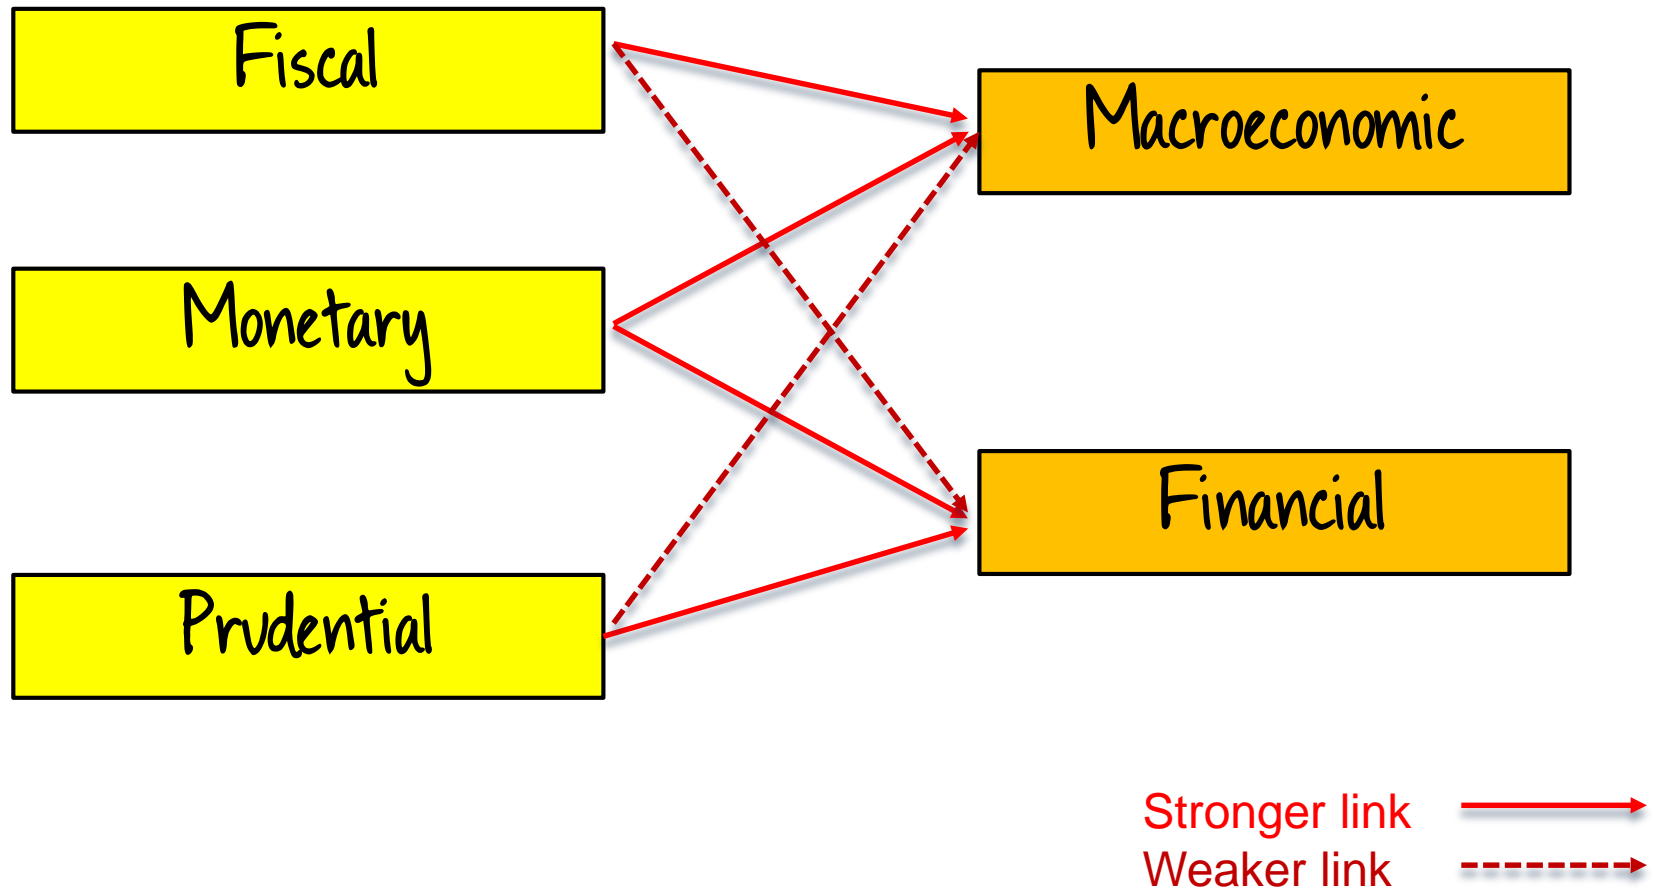 Fiscal
Macroeconomic
Monetary
Financial
Prudential
Stronger link
Weaker link